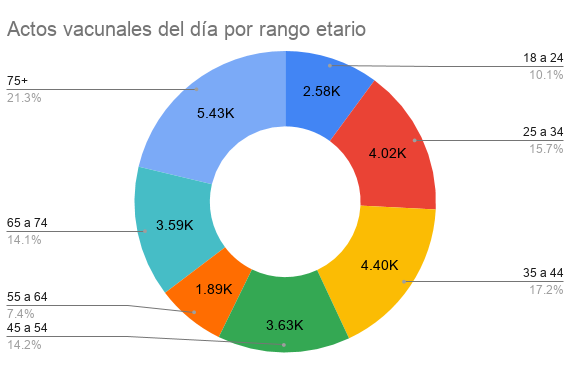 Actos vacunales del día por rango etario
18 a 24
10.1%
2.58K
25 a 34
15.7%
4.02K
35 a 44
17.2%
4.40K
45 a 54
14.2%
3.63K
55 a 64
7.4%
1.89K
65 a 74
14.1%
3.59K
75+
21.3%
5.43K